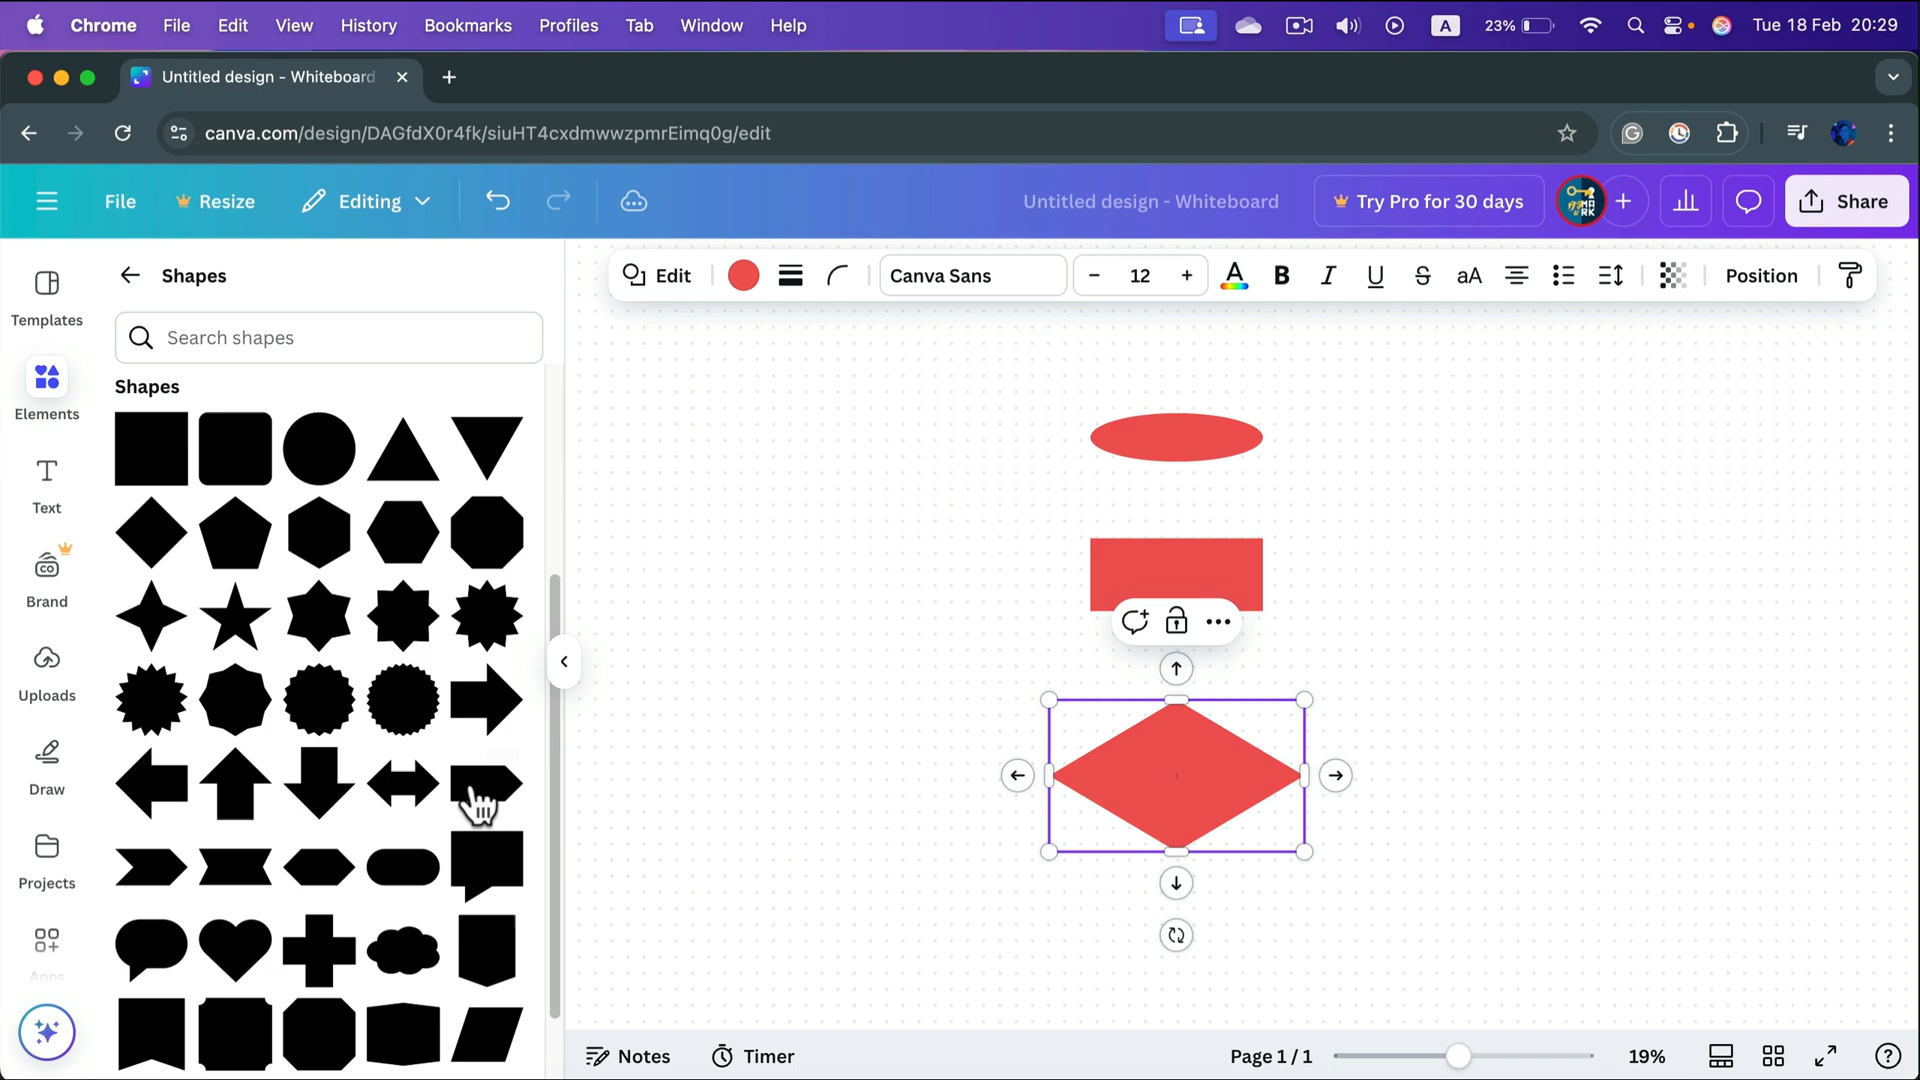 Chrome File Edit View History Bookmarks Profiles Tab Window Help A 23% Tue 18 Feb 20:29
Untitled design - Whiteboard
canva.com/design/DAGfdX0r4fk/siuHT4cxdmwwzpmrEimq0g/edit
File Resize Editing Untitled design - Whiteboard Try Pro for 30 days Share
Templates
Elements
Text
Brand
Uploads
Draw
Projects
Apps
Shapes
Search shapes
Shapes
Edit Canva Sans 12 A B I U S aA Position
Notes Timer Page 1 / 1 19%